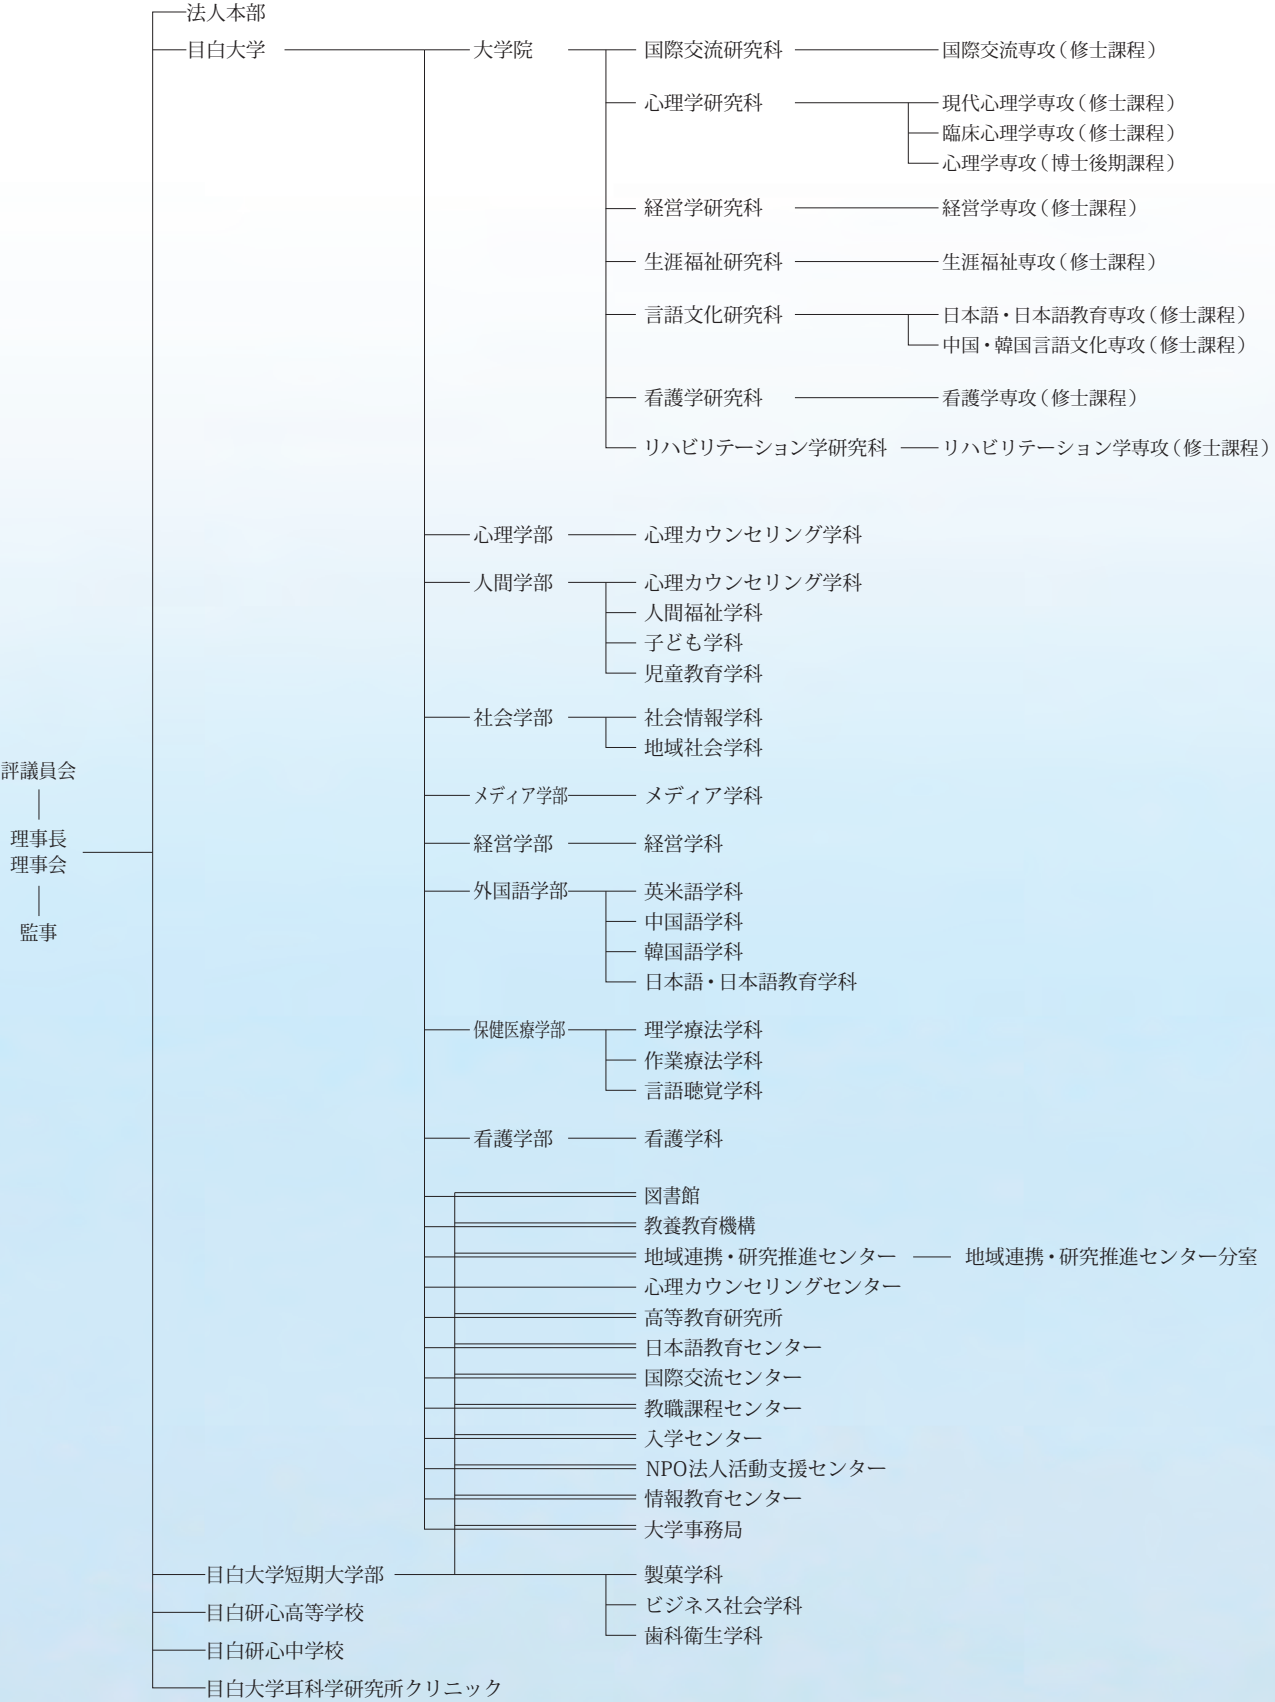 法人本部
目白大学
大学院
国際交流研究科
国際交流専攻（修士課程）
心理学研究科
現代心理学専攻（修士課程）
臨床心理学専攻（修士課程）
心理学専攻（博士後期課程）
経営学研究科
経営学専攻（修士課程）
生涯福祉研究科
生涯福祉専攻（修士課程）
言語文化研究科
日本語・日本語教育専攻（修士課程）
中国・韓国言語文化専攻（修士課程）
看護学研究科
看護学専攻（修士課程）
リハビリテーション学研究科
リハビリテーション学専攻（修士課程）
心理学部
心理カウンセリング学科
人間学部
心理カウンセリング学科
人間福祉学科
子ども学科
児童教育学科
社会学部
社会情報学科
地域社会学科
メディア学部
メディア学科
経営学部
経営学科
外国語学部
英米語学科
中国語学科
韓国語学科
日本語・日本語教育学科
保健医療学部
理学療法学科
作業療法学科
言語聴覚学科
看護学部
看護学科
図書館
教養教育機構
地域連携・研究推進センター
地域連携・研究推進センター分室
心理カウンセリングセンター
高等教育研究所
日本語教育センター
国際交流センター
教職課程センター
入学センター
NPO法人活動支援センター
情報教育センター
大学事務局
評議員会
理事長
理事会
監事
目白大学短期大学部
製菓学科
ビジネス社会学科
歯科衛生学科
目白研心高等学校
目白研心中学校
目白大学耳科学研究所クリニック